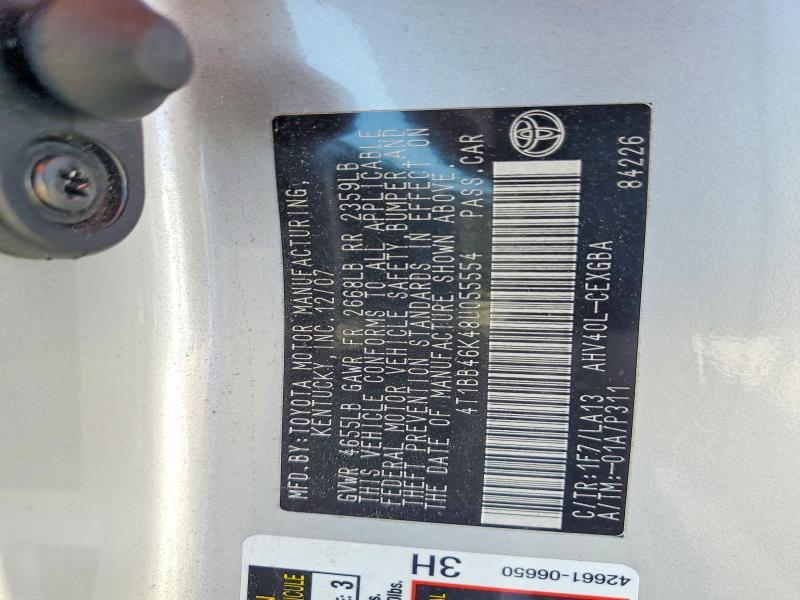 MFD.BY:TOYOTA MOTOR MANUFACTURING,
KENTUCKY, INC. 12/07
GVWR 4655LB GAWR FR 2668LB RR 2359LB
THIS VEHICLE CONFORMS TO ALL APPLICABLE
FEDERAL MOTOR VEHICLE SAFETY, BUMPER AND
THEFT PREVENTION STANDARDS IN EFFECT ON
THE DATE OF MANUFACTURE SHOWN ABOVE.
4T1BB46K48U055554 PASS.CAR
C/TR:1F7/LA13 AHV40L-CEXGBA
A/TM:-01A/P311 84226
3H
42661-06650